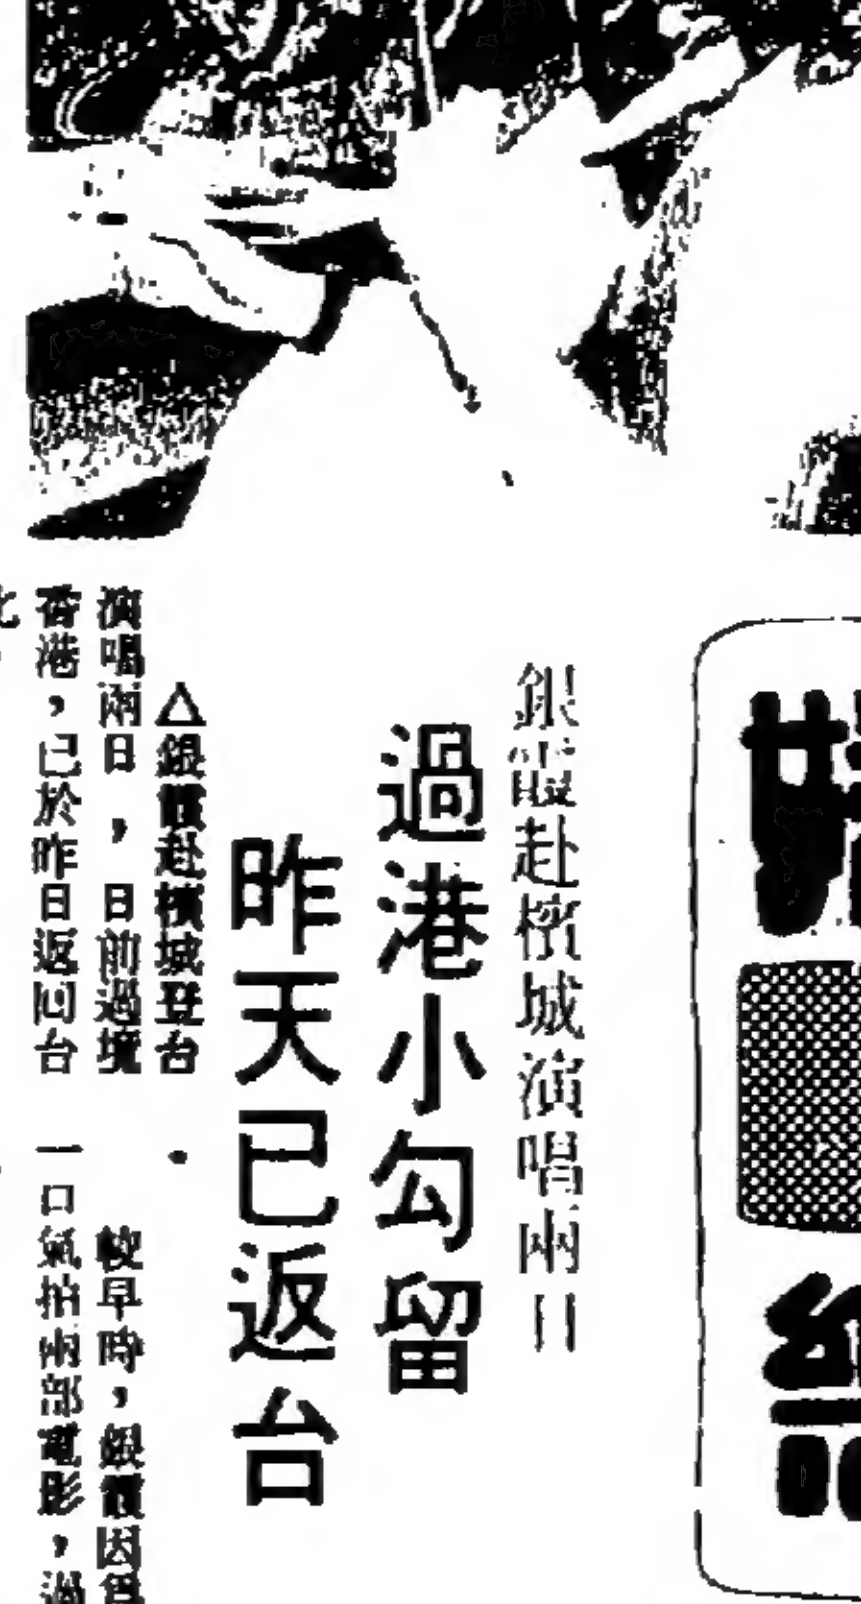 銀霞赴檳城演唱兩日
過港小勾留
昨天已返台
△銀霞赴檳城登台
演唱兩日，日前過境
香港，已於昨日返回台
北，
較早時，銀霞因爲
一口氣拍兩部電影，過